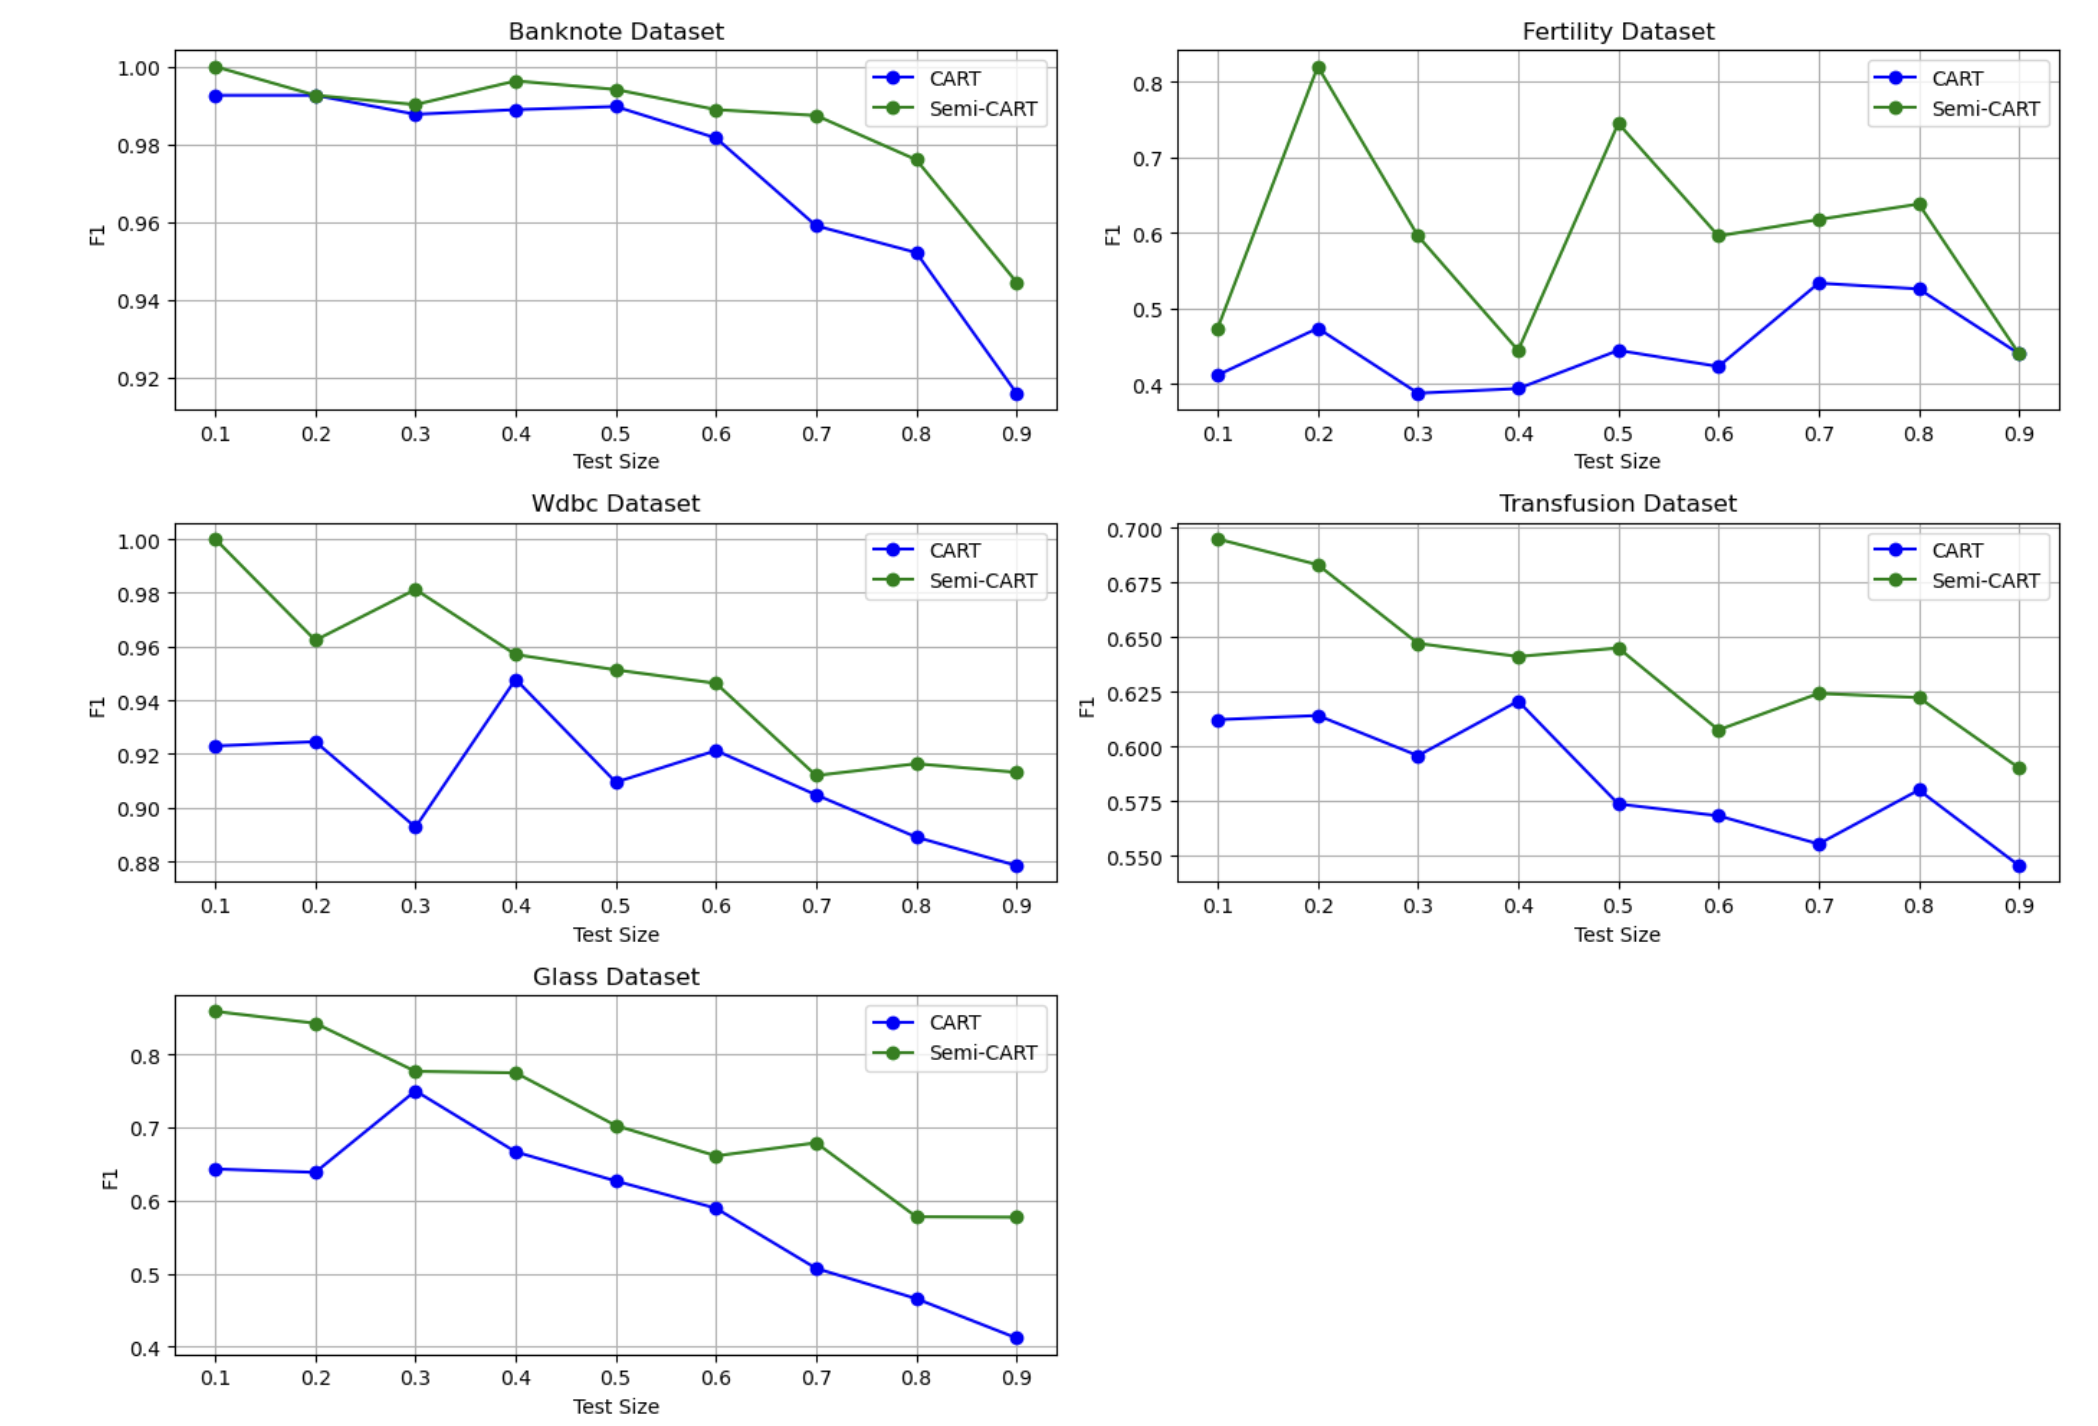 Banknote Dataset
1.00
0.98
0.96
0.94
0.92
F1
CART
Semi-CART
0.1 0.2 0.3 0.4 0.5 0.6 0.7 0.8 0.9
Test Size
Fertility Dataset
0.8
0.7
0.6
0.5
0.4
F1
CART
Semi-CART
0.1 0.2 0.3 0.4 0.5 0.6 0.7 0.8 0.9
Test Size
Wdbc Dataset
1.00
0.98
0.96
0.94
0.92
0.90
0.88
F1
CART
Semi-CART
0.1 0.2 0.3 0.4 0.5 0.6 0.7 0.8 0.9
Test Size
Transfusion Dataset
0.700
0.675
0.650
0.625
0.600
0.575
0.550
F1
CART
Semi-CART
0.1 0.2 0.3 0.4 0.5 0.6 0.7 0.8 0.9
Test Size
Glass Dataset
0.8
0.7
0.6
0.5
0.4
F1
CART
Semi-CART
0.1 0.2 0.3 0.4 0.5 0.6 0.7 0.8 0.9
Test Size